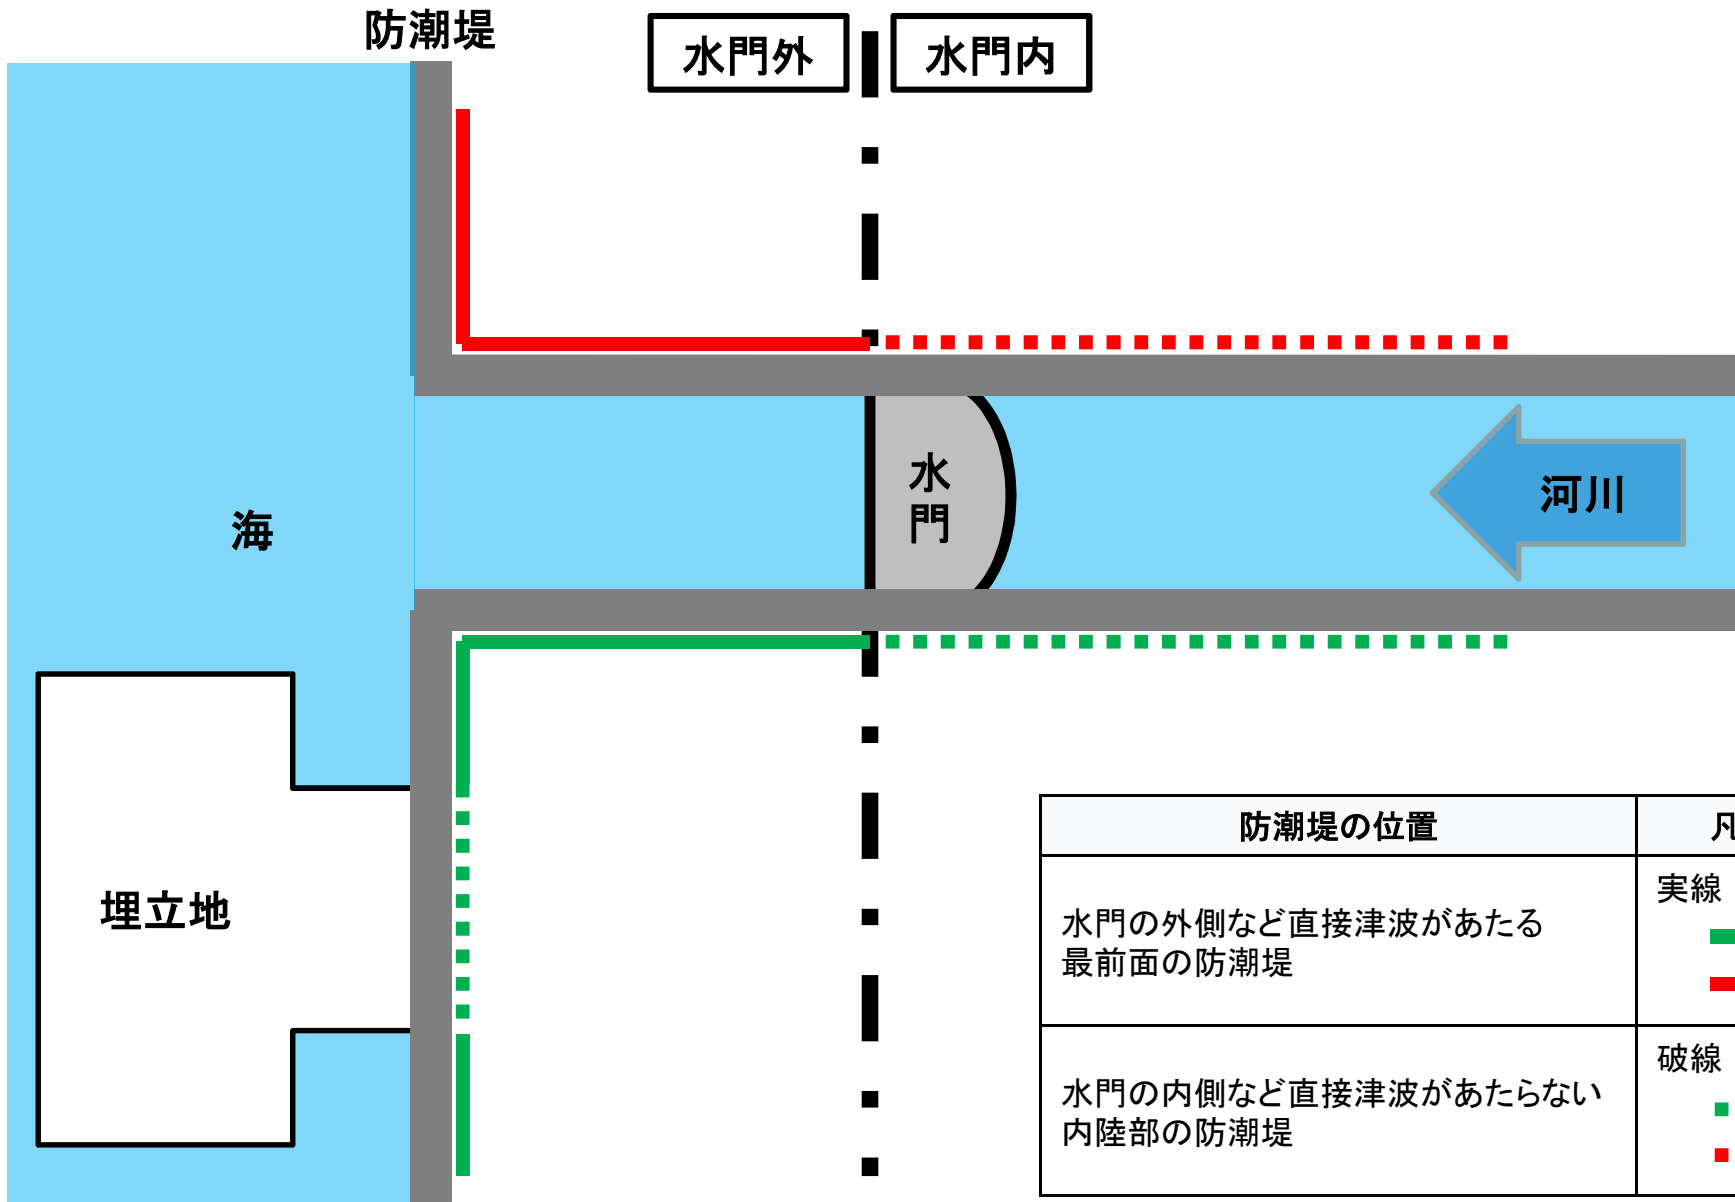 防潮堤
水門外
水門内
水
門
河川
海
埋立地
防潮堤の位置
凡
水門の外側など直接津波があたる
最前面の防潮堤
実線
水門の内側など直接津波があたらない
内陸部の防潮堤
破線